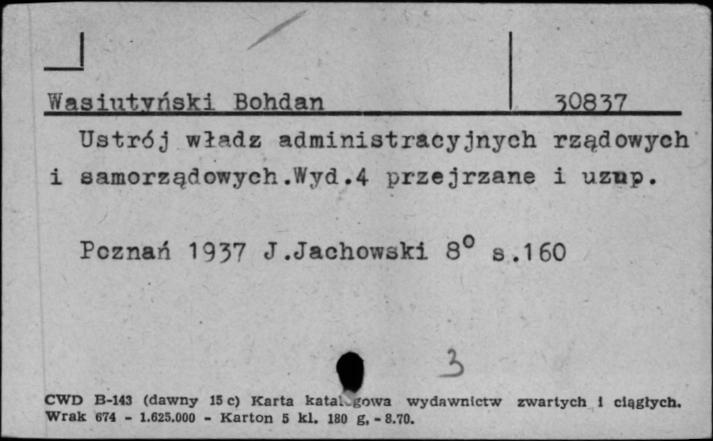 Wasiutyński Bohdan 30837
Ustrój władz administracyjnych rządowych
i samorządowych.Wyd.4 przejrzane i uzup.
Poznań 1937 J.Jachowski 8° s.160
3
CWD B-143 (dawny 15 c) Karta katalogowa wydawnictw zwartych i ciągłych.
Wrak 674 - 1.625.000 - Karton 5 kl. 180 g. - 8.70.